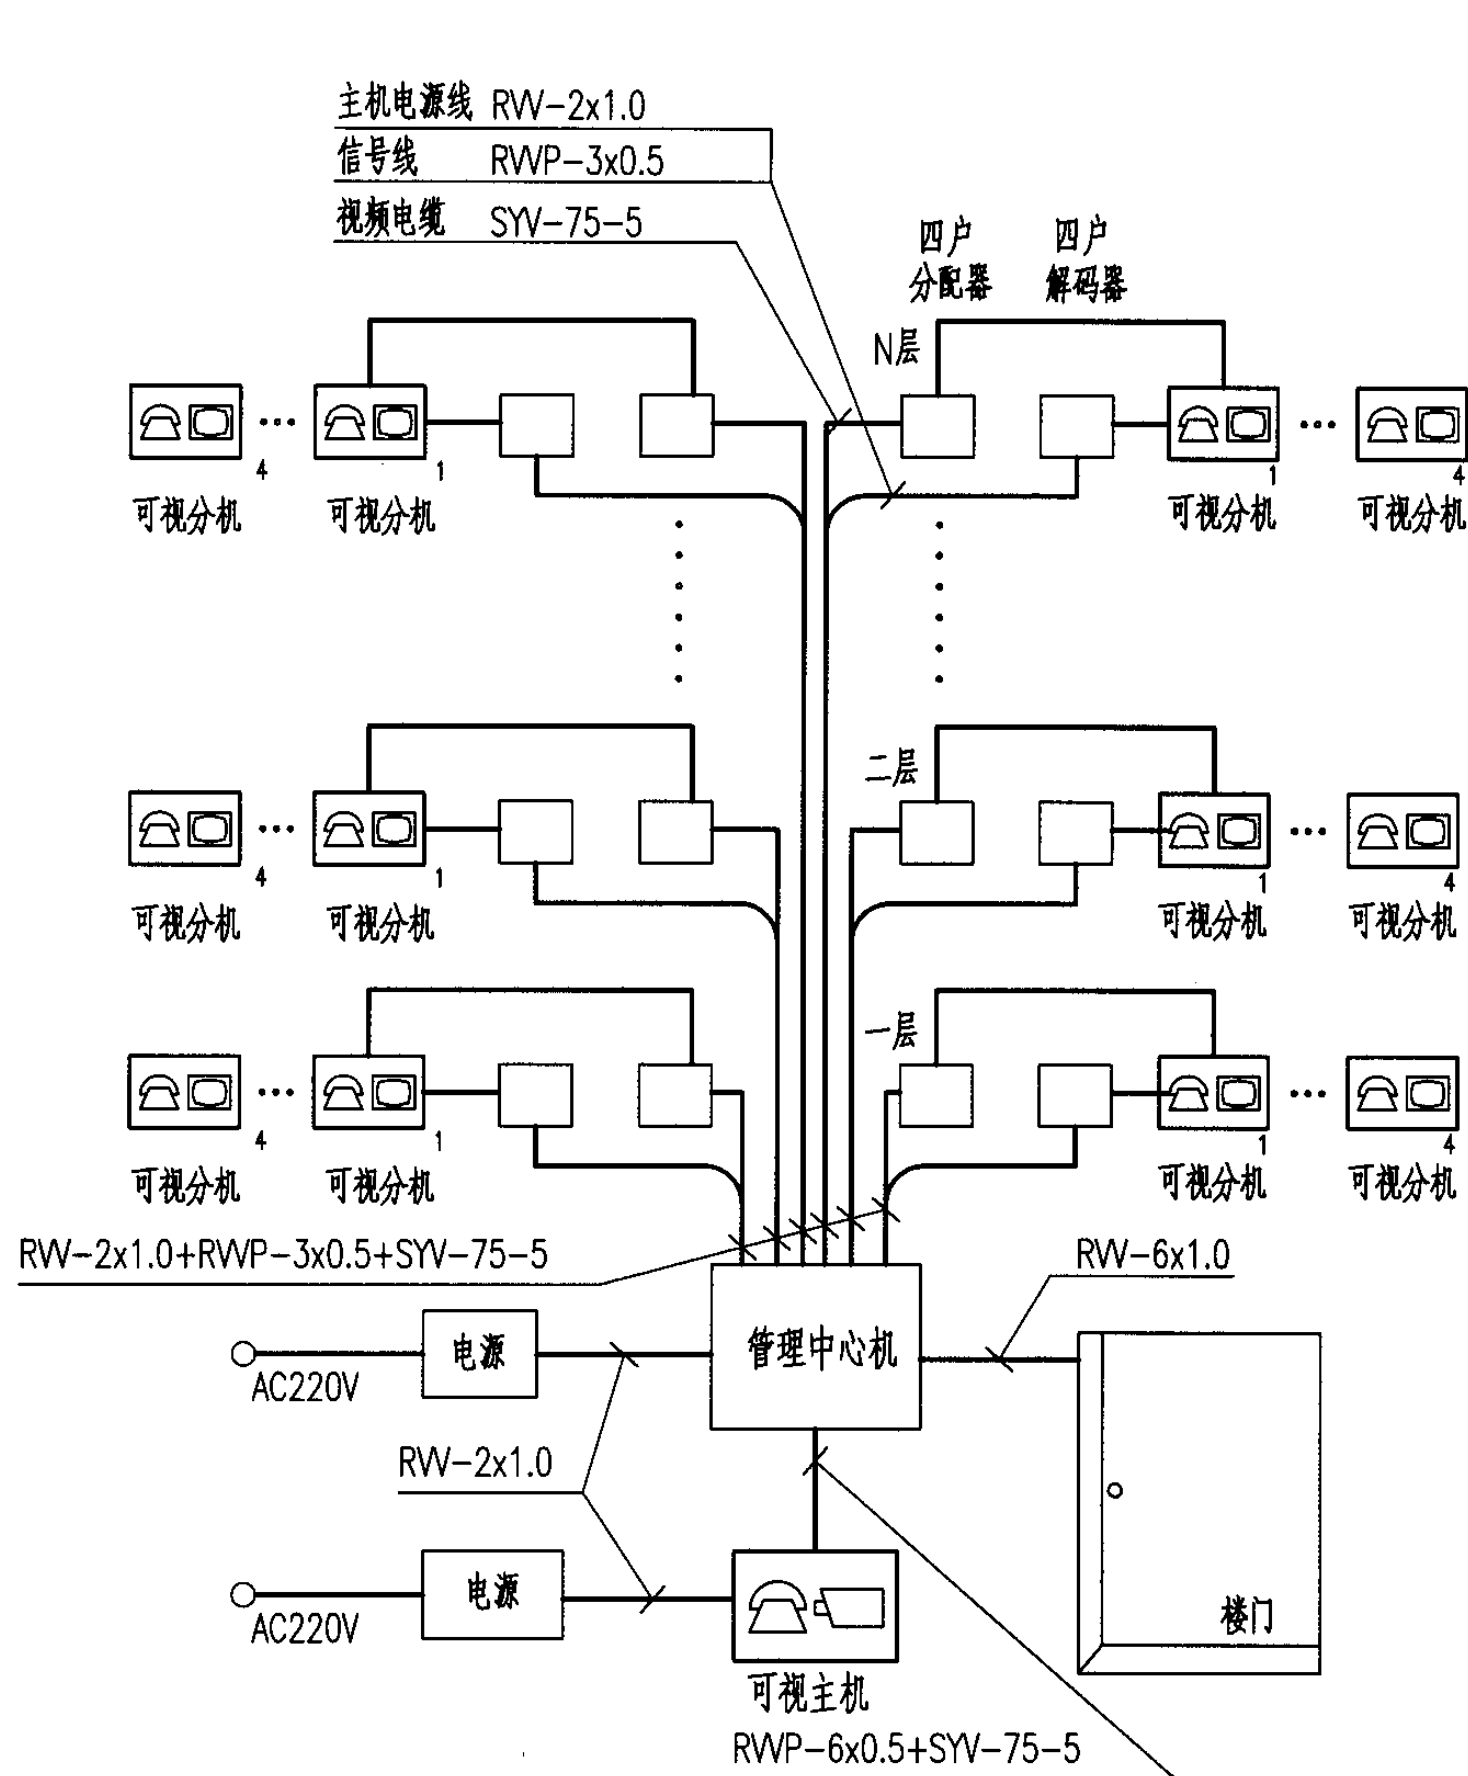 主机电源线 RVV-2x1.0
信号线 RVVP-3x0.5
视频电缆 SYV-75-5
四户
分配器
四户
解码器
N层
4
1
1
4
可视分机
可视分机
可视分机
可视分机
二层
4
1
1
4
可视分机
可视分机
可视分机
可视分机
一层
4
1
1
4
可视分机
可视分机
可视分机
可视分机
RVV-2x1.0+RVVP-3x0.5+SYV-75-5
RVV-6x1.0
电源
管理中心机
AC220V
RVV-2x1.0
电源
AC220V
楼门
可视主机
RVVP-6x0.5+SYV-75-5